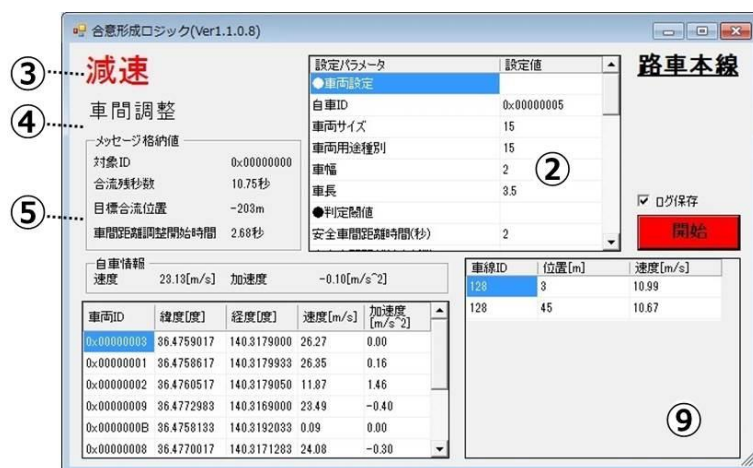 合意形成ロジック(Ver1.1.0.8)
③
減速
路車本線
④
車間調整
設定パラメータ 設定値
●車両設定
自車ID 0x00000005
車両サイズ 15
車両用途種別 15
車幅 2
車長 3.5
●判定閾値
安全車間距離時間(秒) 2
②
⑤
メッセージ格納値
対象ID 0x00000000
合流残秒数 10.75秒
目標合流位置 -203m
車間距離調整開始時間 2.68秒
ログ保存
開始
自車情報
速度 23.13[m/s] 加速度 -0.10[m/s^2]
車両ID 緯度[度] 経度[度] 速度[m/s] 加速度[m/s^2]
0x00000003 36.4759017 140.3179000 26.27 0.00
0x00000001 36.4758617 140.3179933 26.35 0.16
0x00000002 36.4760517 140.3179050 11.87 1.46
0x00000009 36.4772983 140.3169000 23.49 -0.40
0x0000000B 36.4758133 140.3192033 0.09 0.00
0x00000008 36.4770017 140.3171283 24.08 -0.30
車線ID 位置[m] 速度[m/s]
128 3 10.99
128 45 10.67
⑨